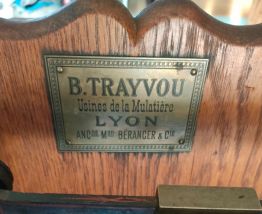 B. TRAYVOU
Usines de la Mulatière
LYON
ANCNE MON BÉRANGER & CIE